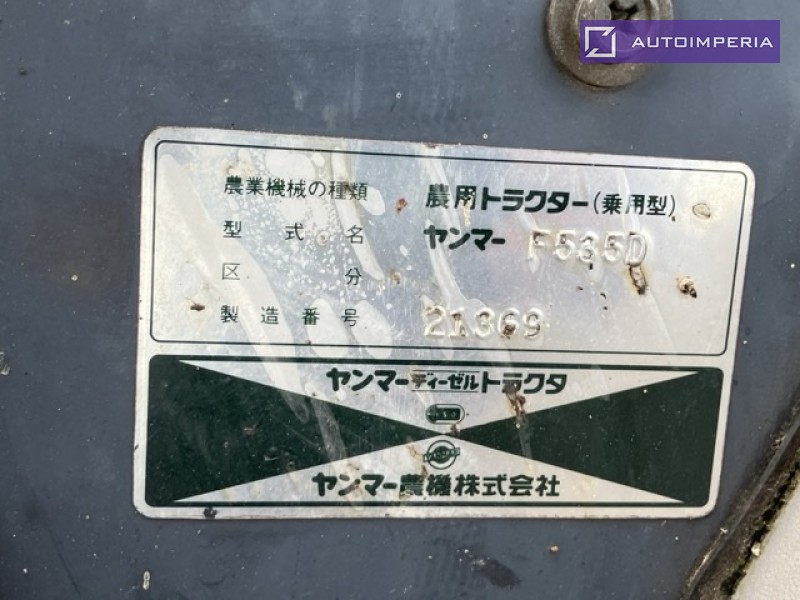 AUTOIMPERIA
農業機械の種類 農用トラクター(乗用型)
型式名 ヤンマー F535D
区分
製造番号 21369
ヤンマーディーゼルトラクタ
ヤンマー農機株式会社